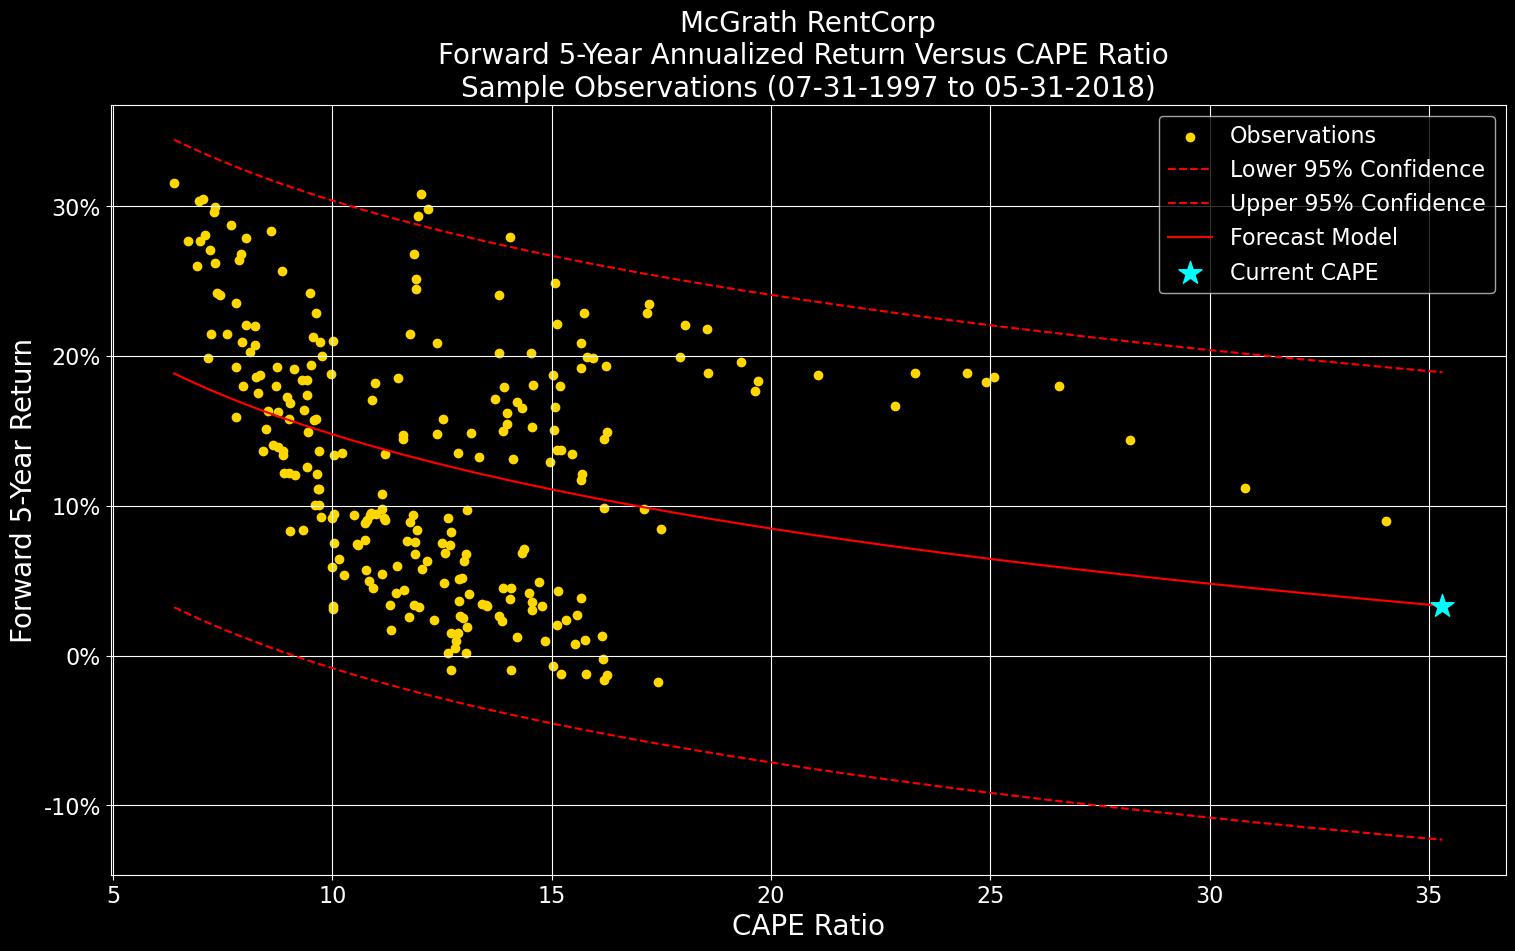 McGrath RentCorp
Forward 5-Year Annualized Return Versus CAPE Ratio
Sample Observations (07-31-1997 to 05-31-2018)
Observations
Lower 95% Confidence
Upper 95% Confidence
Forecast Model
Current CAPE
Forward 5-Year Return
30%
20%
10%
0%
-10%
5 10 15 20 25 30 35
CAPE Ratio